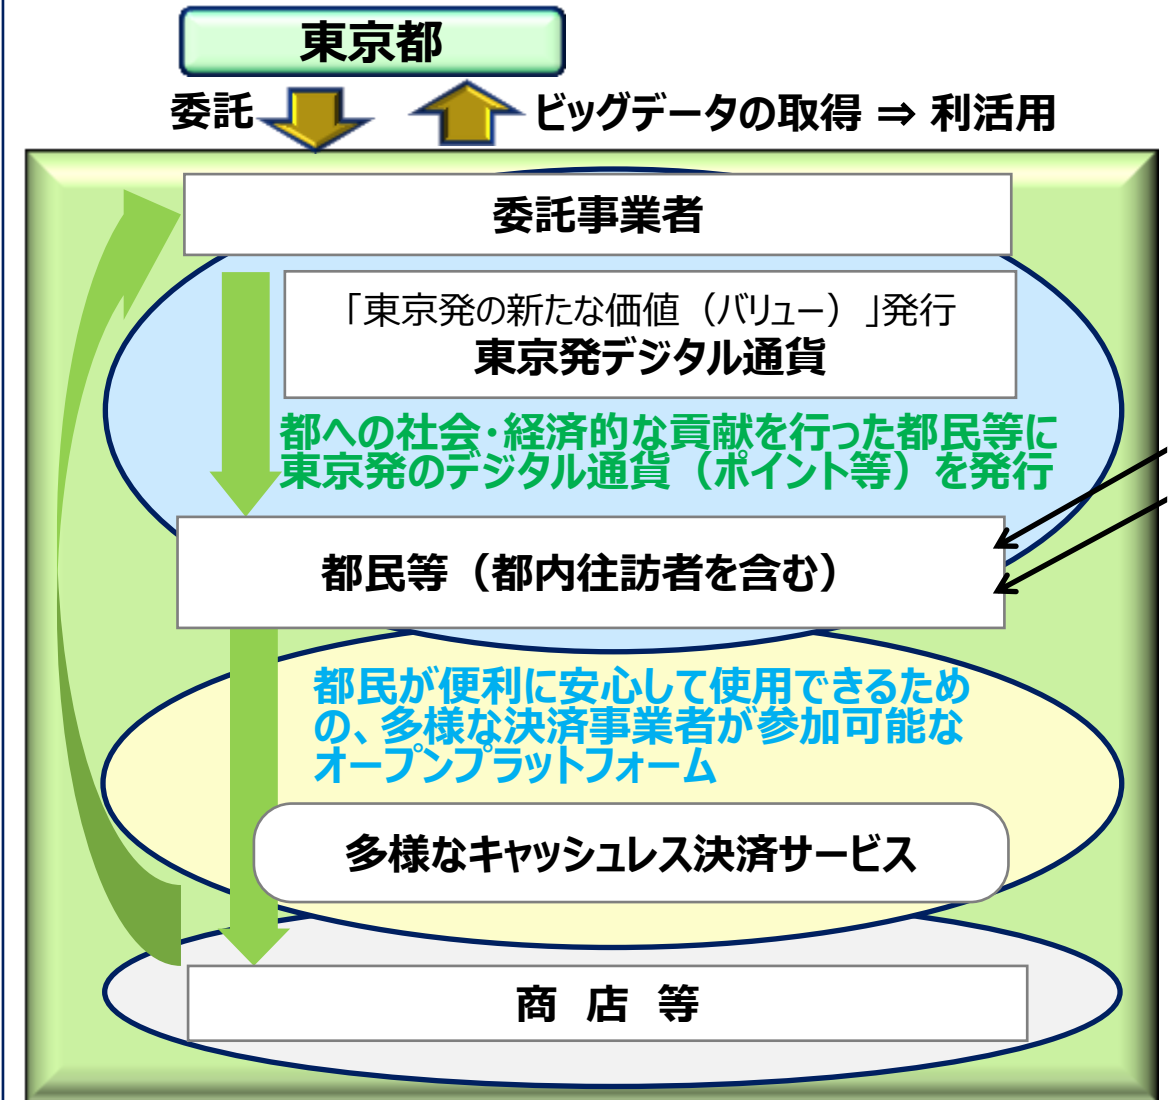 東京都
委託
ビッグデータの取得 ⇒ 利活用
委託事業者
「東京発の新たな価値（バリュー）」発行
東京発デジタル通貨
都への社会・経済的な貢献を行った都民等に
東京発のデジタル通貨（ポイント等）を発行
都民等（都内往訪者を含む）
都民が便利に安心して使用できるため
の、多様な決済事業者が参加可能な
オープンプラットフォーム
多様なキャッシュレス決済サービス
商 店 等